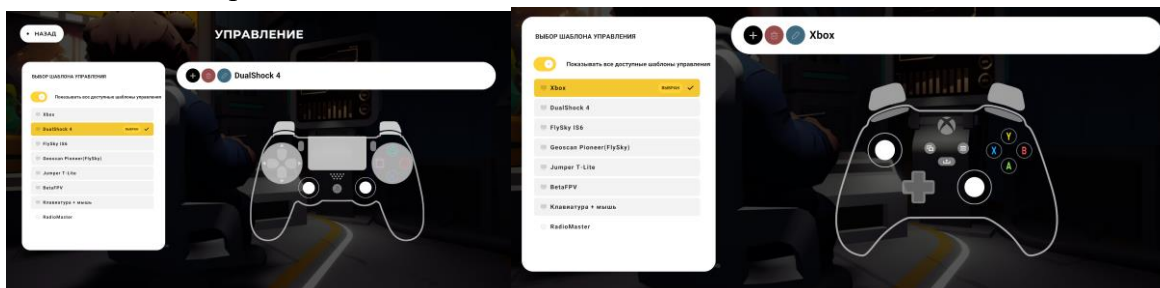 НАЗАД
УПРАВЛЕНИЕ
ВЫБОР ШАБЛОНА УПРАВЛЕНИЯ
Показывать все доступные шаблоны управления
Xbox
DualShock 4 ВЫБРАН
FlySky IS6
Geoscan Pioneer(FlySky)
Jumper T-Lite
BetaFPV
Клавиатура + мышь
RadioMaster
DualShock 4
ВЫБОР ШАБЛОНА УПРАВЛЕНИЯ
Показывать все доступные шаблоны управления
Xbox ВЫБРАН
DualShock 4
FlySky IS6
Geoscan Pioneer(FlySky)
Jumper T-Lite
BetaFPV
Клавиатура + мышь
RadioMaster
Xbox
Y
X B
A